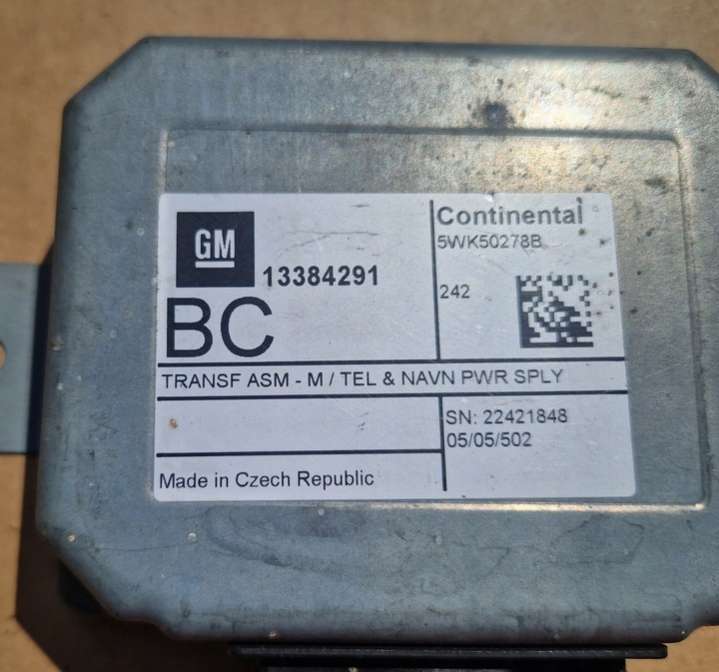 GM
13384291
BC
Continental
5WK50278B
242
TRANSF ASM - M / TEL & NAVN PWR SPLY
SN: 22421848
05/05/502
Made in Czech Republic